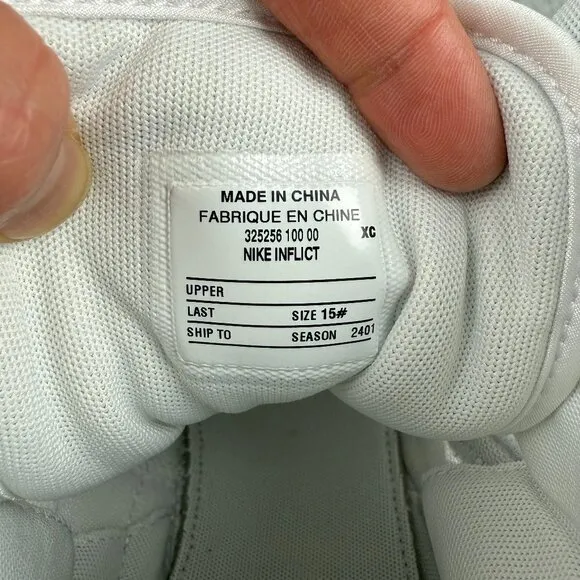 MADE IN CHINA
FABRIQUE EN CHINE
325256 100 00 XC
NIKE INFLICT
UPPER
LAST SIZE 15#
SHIP TO SEASON 2401